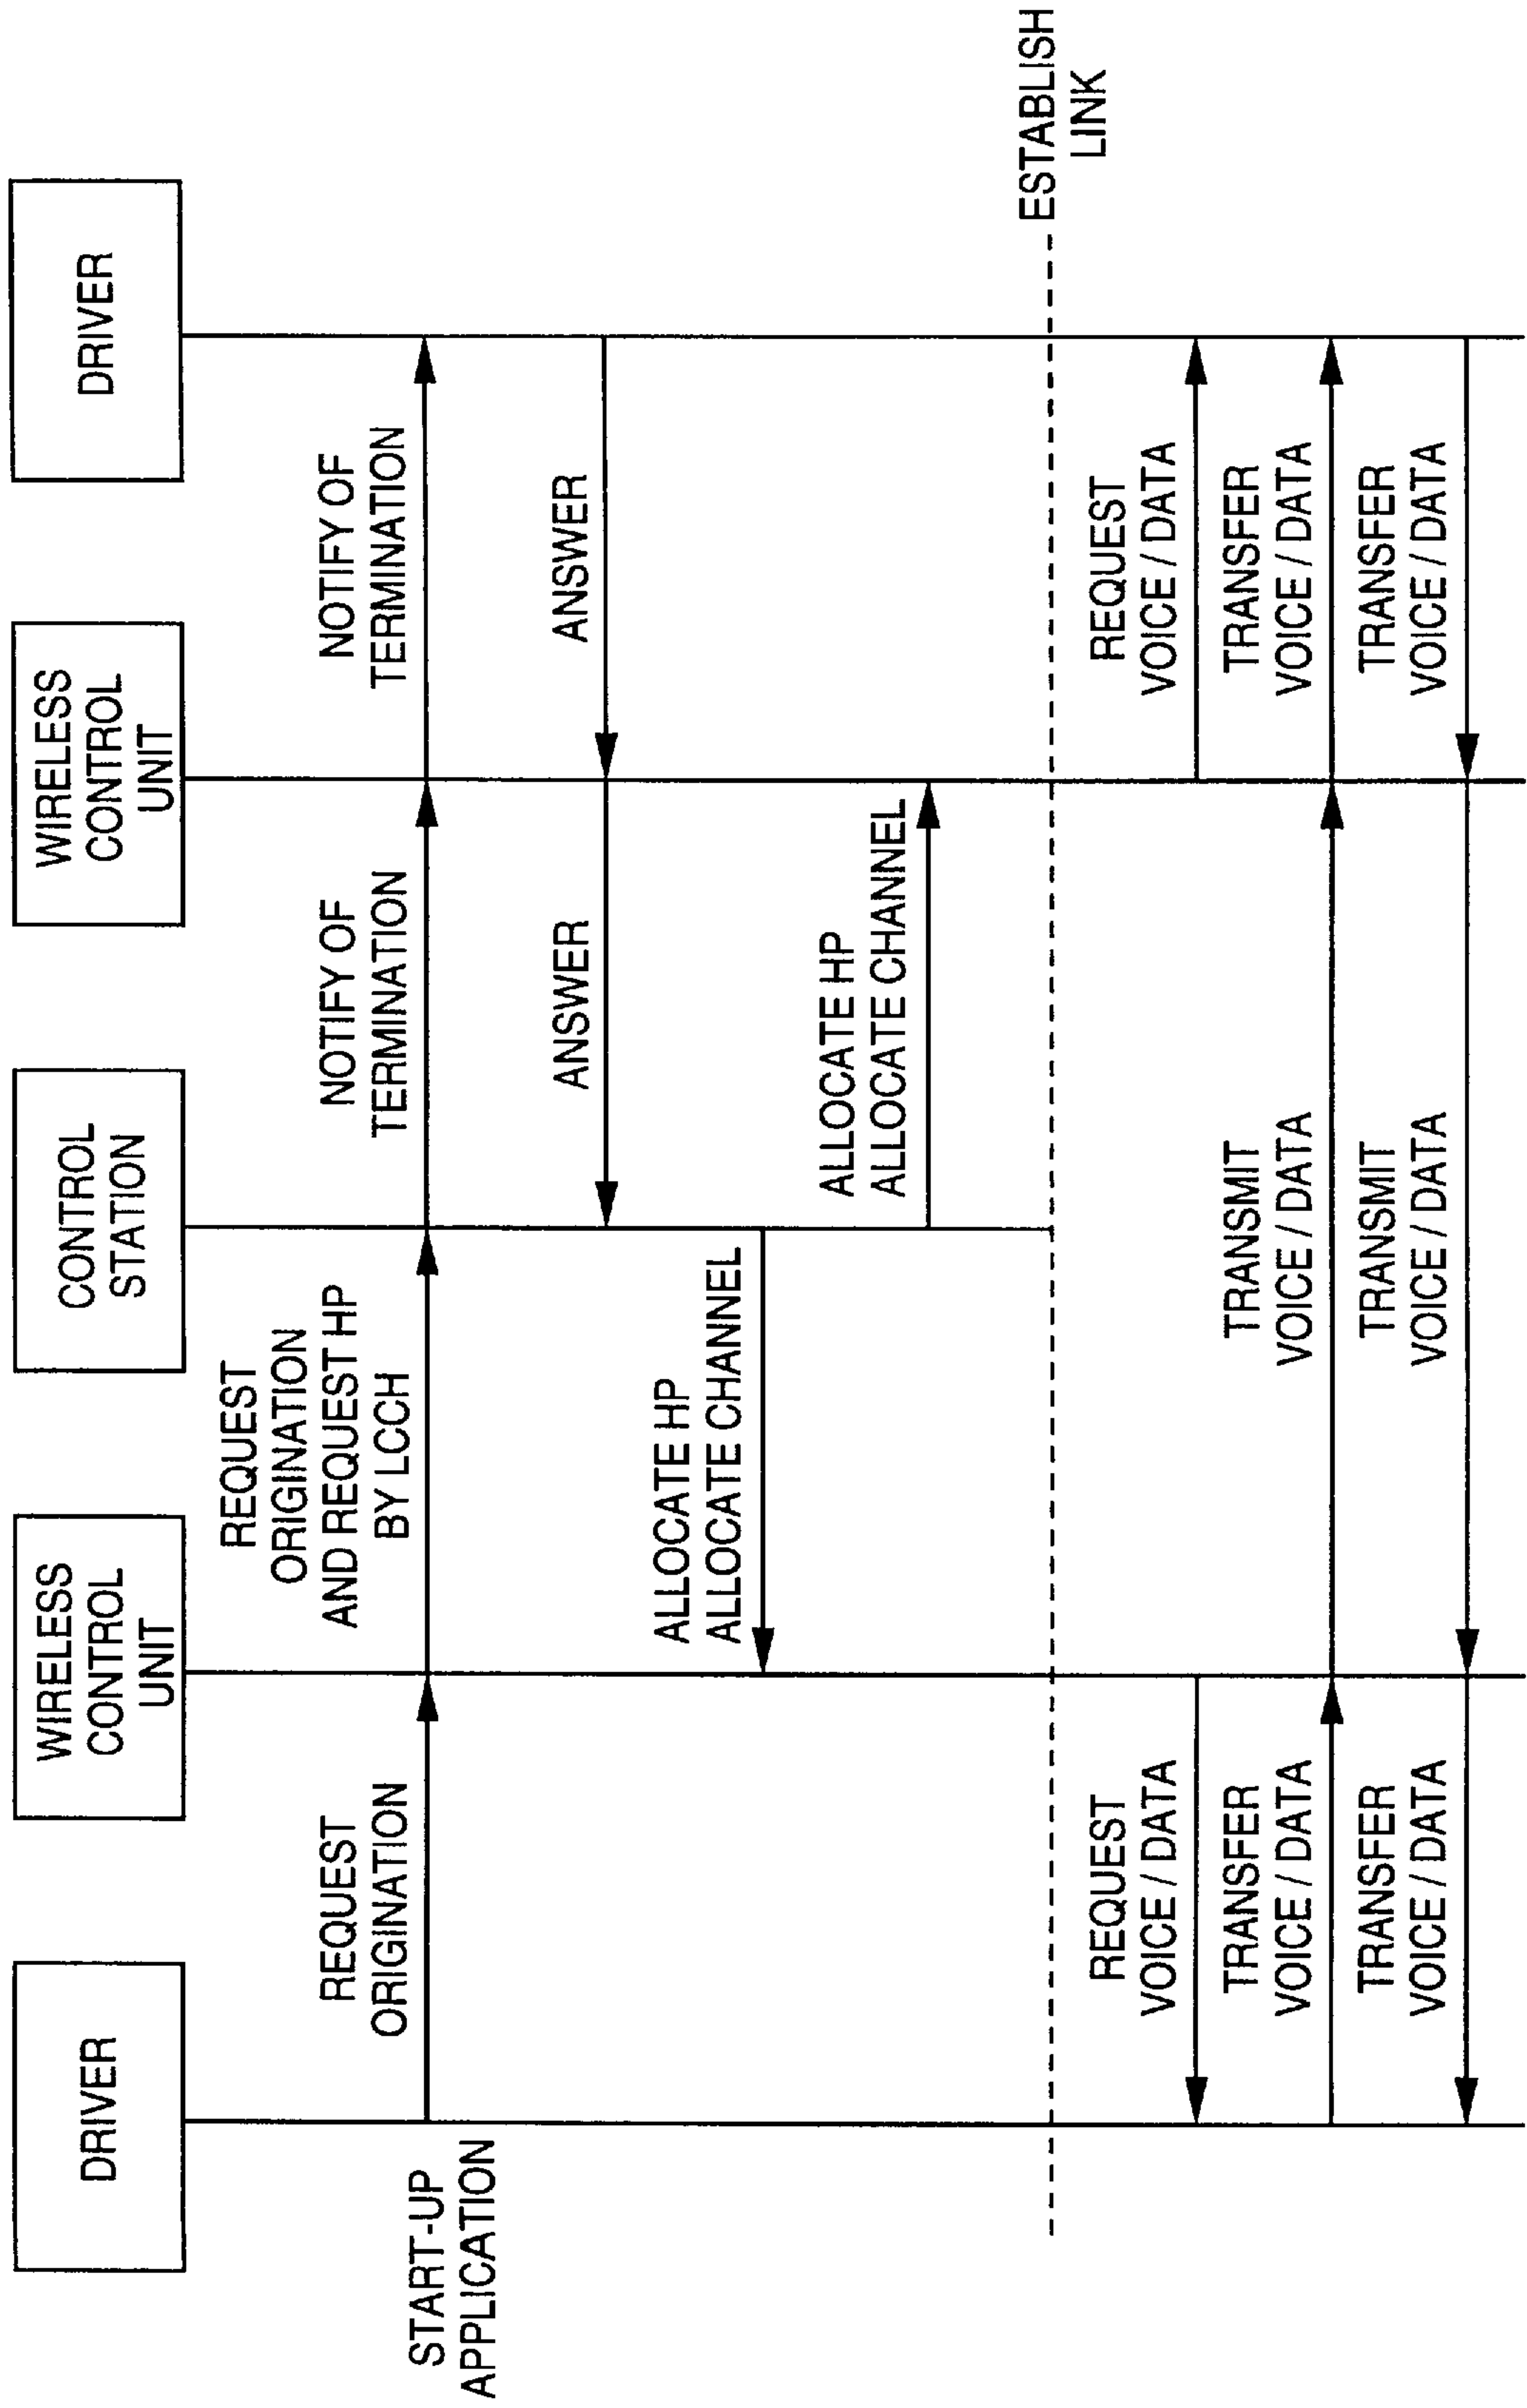 DRIVER
WIRELESS
CONTROL
UNIT
CONTROL
STATION
WIRELESS
CONTROL
UNIT
DRIVER
START-UP
APPLICATION
REQUEST
ORIGINATION
REQUEST
ORIGINATION
AND REQUEST HP
BY LCCH
NOTIFY OF
TERMINATION
NOTIFY OF
TERMINATION
ANSWER
ANSWER
ALLOCATE HP
ALLOCATE CHANNEL
ALLOCATE HP
ALLOCATE CHANNEL
ESTABLISH
LINK
REQUEST
VOICE / DATA
REQUEST
VOICE / DATA
TRANSFER
VOICE / DATA
TRANSMIT
VOICE / DATA
TRANSFER
VOICE / DATA
TRANSFER
VOICE / DATA
TRANSMIT
VOICE / DATA
TRANSFER
VOICE / DATA